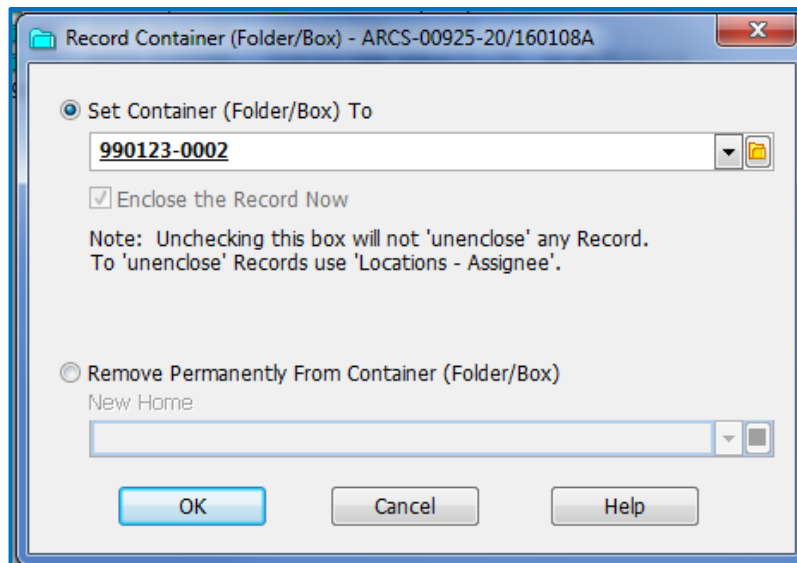 Record Container (Folder/Box) - ARCS-00925-20/160108A
Set Container (Folder/Box) To
990123-0002
Enclose the Record Now
Note: Unchecking this box will not 'unenclose' any Record.
To 'unenclose' Records use 'Locations - Assignee'.
Remove Permanently From Container (Folder/Box)
New Home
OK Cancel Help